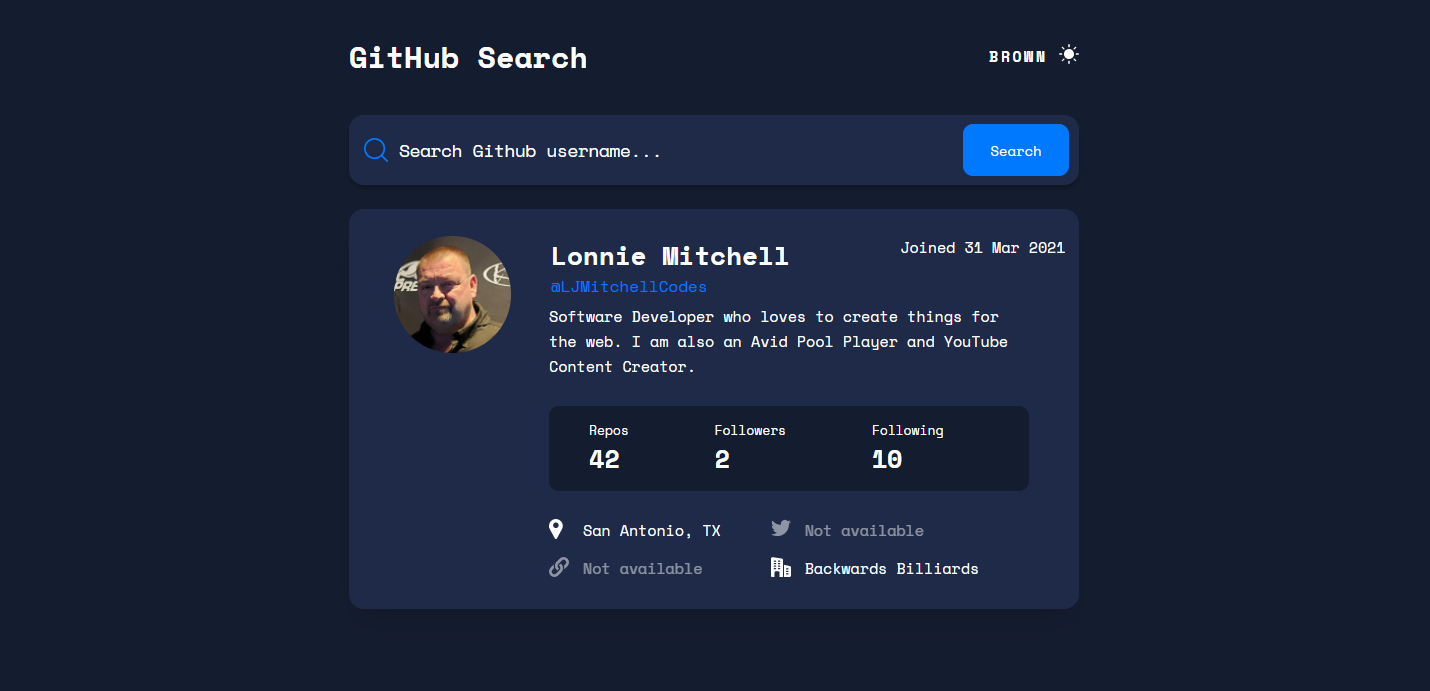 GitHub Search
BROWN
Search Github username...
Search
Lonnie Mitchell
Joined 31 Mar 2021
@LJMitchellCodes
Software Developer who loves to create things for
the web. I am also an Avid Pool Player and YouTube
Content Creator.
Repos Followers Following
42 2 10
San Antonio, TX Not available
Not available Backwards Billiards